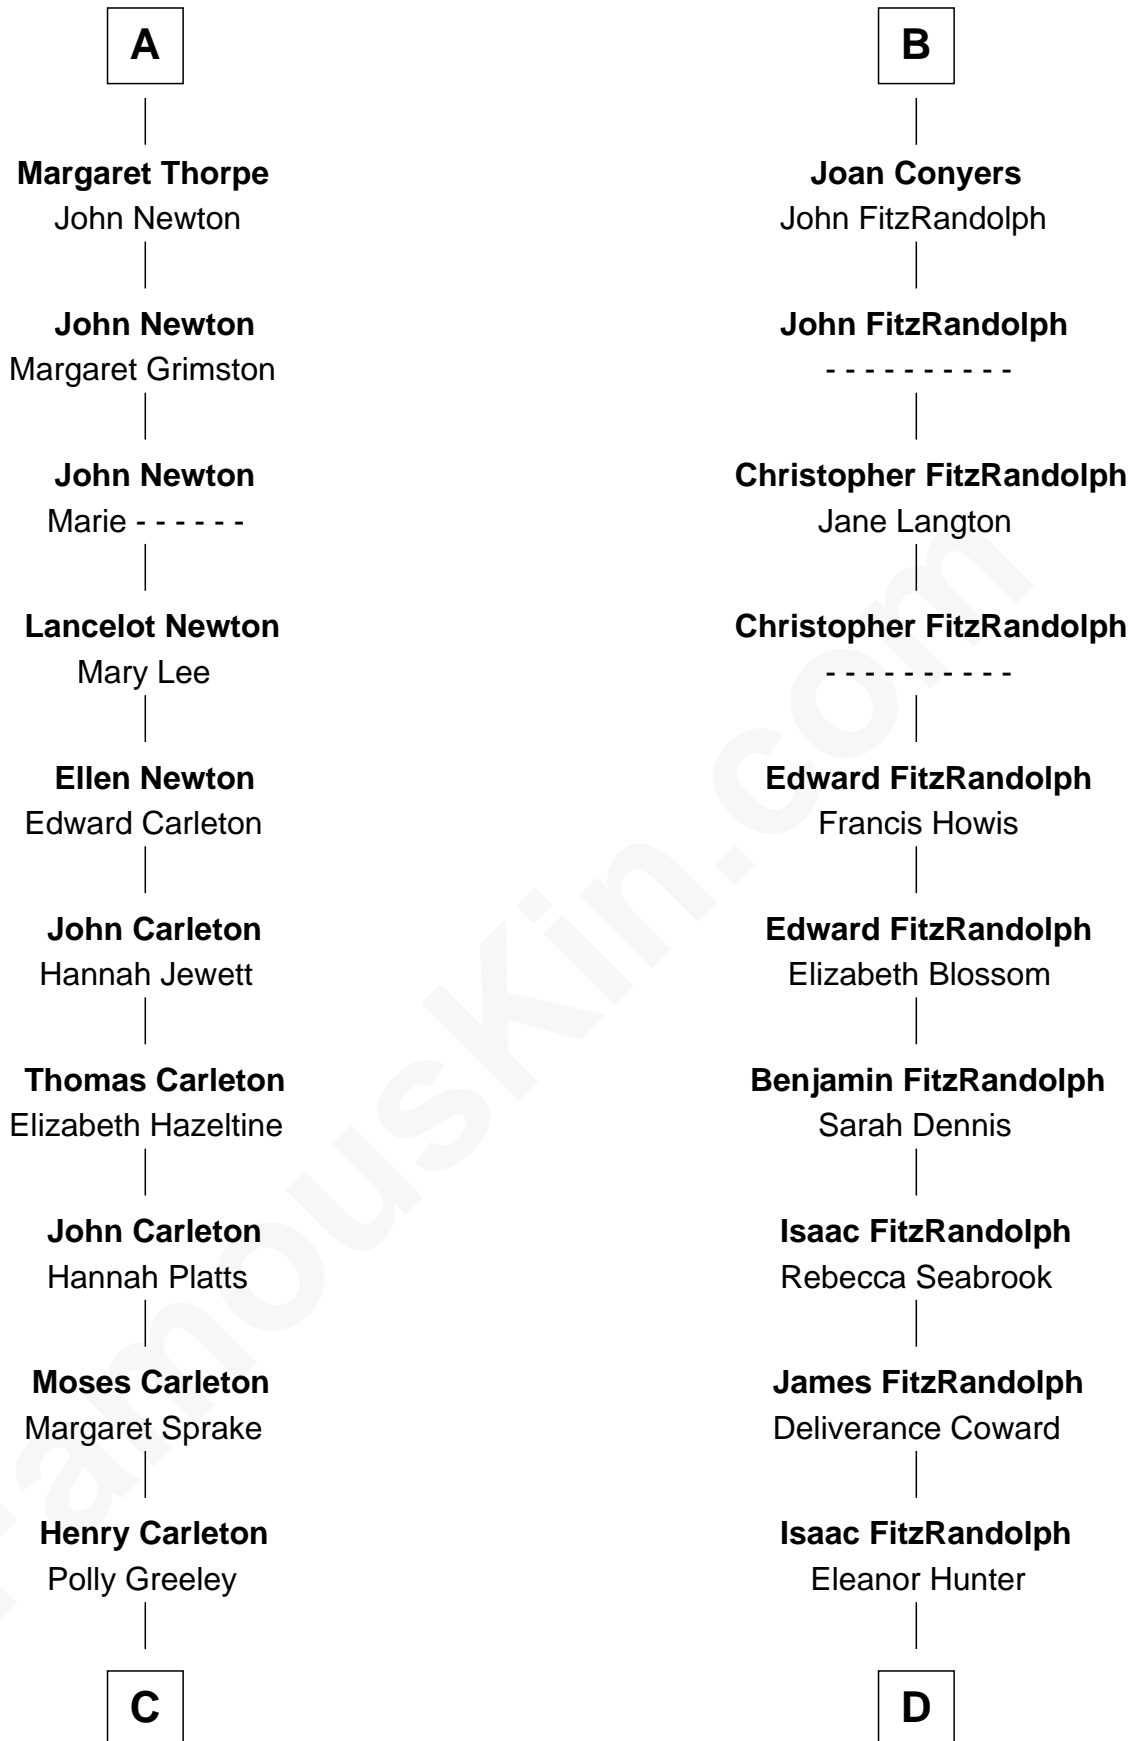 A
Margaret Thorpe
John Newton
John Newton
Margaret Grimston
John Newton
Marie - - - - - -
Lancelot Newton
Mary Lee
Ellen Newton
Edward Carleton
John Carleton
Hannah Jewett
Thomas Carleton
Elizabeth Hazeltine
John Carleton
Hannah Platts
Moses Carleton
Margaret Sprake
Henry Carleton
Polly Greeley
C
B
Joan Conyers
John FitzRandolph
John FitzRandolph
- - - - - - - - - -
Christopher FitzRandolph
Jane Langton
Christopher FitzRandolph
- - - - - - - - - -
Edward FitzRandolph
Francis Howis
Edward FitzRandolph
Elizabeth Blossom
Benjamin FitzRandolph
Sarah Dennis
Isaac FitzRandolph
Rebecca Seabrook
James FitzRandolph
Deliverance Coward
Isaac FitzRandolph
Eleanor Hunter
D
FamousKin.com